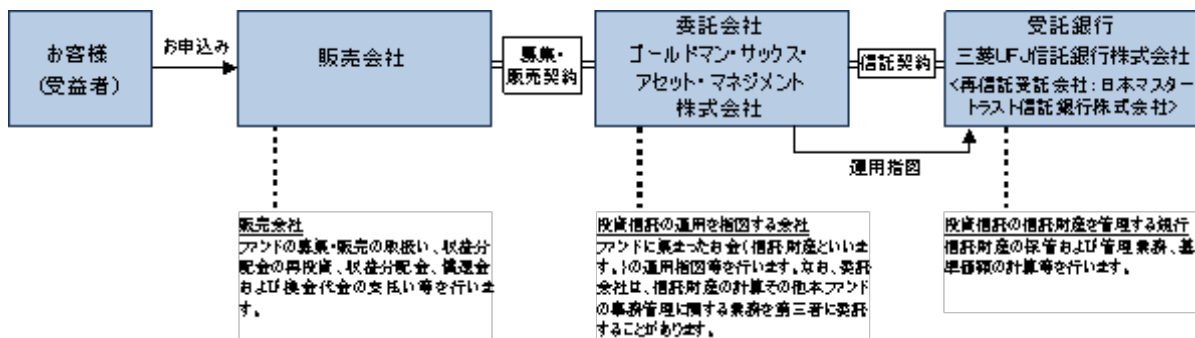 お客様
(受益者)
お申込み
販売会社
募集・
販売契約
委託会社
ゴールドマン・サックス・
アセット・マネジメント
株式会社
信託契約
受託銀行
三菱UFJ信託銀行株式会社
<再信託受託会社:日本マスター
トラスト信託銀行株式会社>
運用指図
販売会社
ファンドの募集・販売の取扱い、収益分
配金の再投資、収益分配金、償還金
および換金代金の支払い等を行いま
す。
投資信託の運用を指図する会社
ファンドに集まったお金(信託財産といいま
す。)の運用指図等を行います。なお、委託
会社は、信託財産の計算その他本ファンド
の事務管理に関する業務を第三者に委託
することがあります。
投資信託の信託財産を管理する銀行
信託財産の保管および管理業務、基
準価額の計算等を行います。